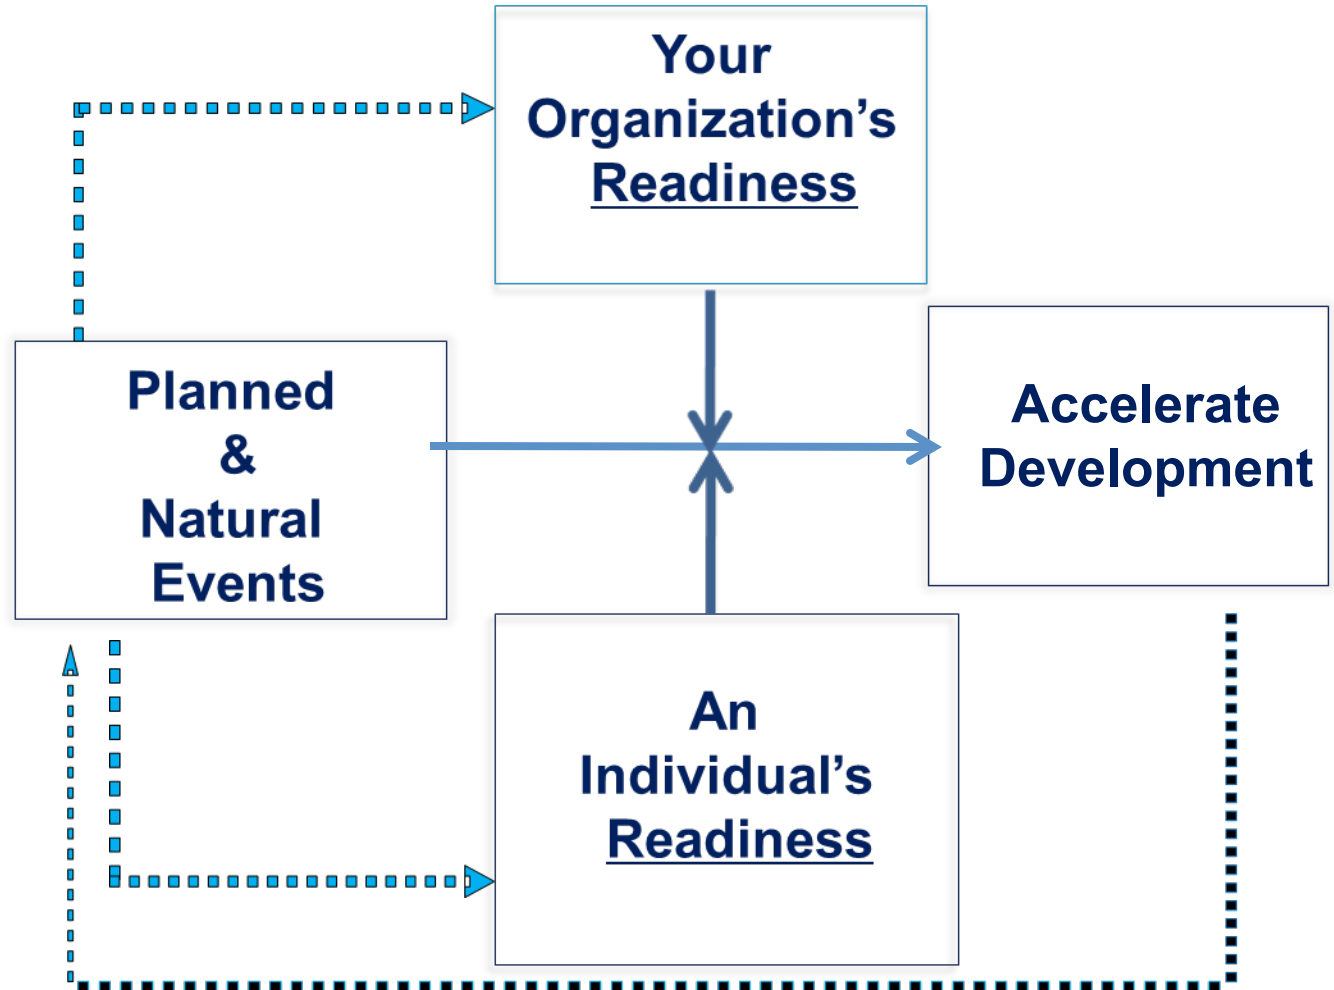 Your
Organization’s
Readiness
Planned
&
Natural
Events
Accelerate
Development
An
Individual’s
Readiness